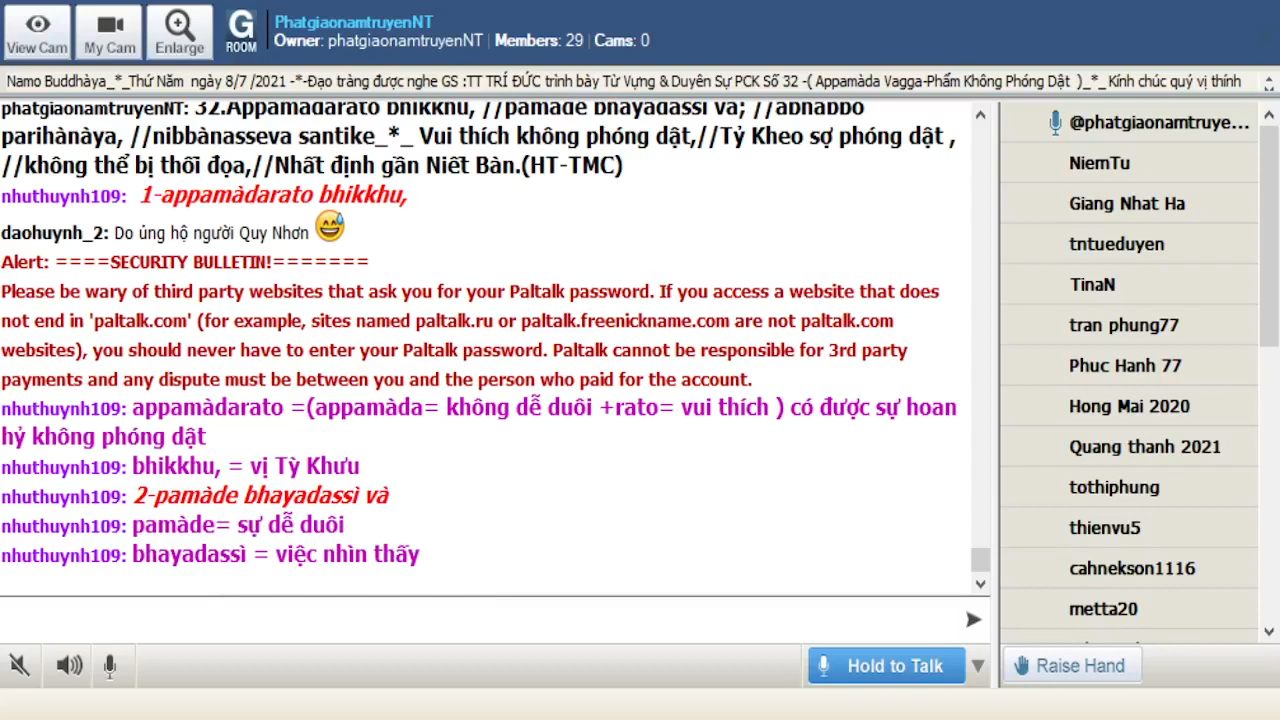 View Cam
My Cam
Enlarge
G
ROOM
PhatgiaonamtruyenNT
Owner: phatgiaonamtruyenNT | Members: 29 | Cams: 0
Namo Buddhàya_*_Thứ Năm ngày 8/7 /2021 -*-Đạo tràng được nghe GS :TT TRÍ ĐỨC trình bày Từ Vựng & Duyên Sự PCK Số 32 -( Appamàda Vagga-Phẩm Không Phóng Dật )_*_ Kính chúc quý vị thính
phatgiaonamtruyenNT: 32.Appamàdarato bhikkhu, //pamàde bhayadassì và; //abhabbo
parihànàya, //nibbànasseva santike_*_ Vui thích không phóng dật,//Tỷ Kheo sợ phóng dật ,
//không thể bị thối đọa,//Nhất định gần Niết Bàn.(HT-TMC)
nhuthuynh109: 1-appamàdarato bhikkhu,
daohuynh_2: Do ủng hộ người Quy Nhơn
Alert: ====SECURITY BULLETIN!=======
Please be wary of third party websites that ask you for your Paltalk password. If you access a website that does
not end in 'paltalk.com' (for example, sites named paltalk.ru or paltalk.freenickname.com are not paltalk.com
websites), you should never have to enter your Paltalk password. Paltalk cannot be responsible for 3rd party
payments and any dispute must be between you and the person who paid for the account.
nhuthuynh109: appamàdarato =(appamàda= không dễ duôi +rato= vui thích ) có được sự hoan
hỷ không phóng dật
nhuthuynh109: bhikkhu, = vị Tỳ Khưu
nhuthuynh109: 2-pamàde bhayadassì và
nhuthuynh109: pamàde= sự dễ duôi
nhuthuynh109: bhayadassì = việc nhìn thấy
@phatgiaonamtruye...
NiemTu
Giang Nhat Ha
tntueduyen
TinaN
tran phung77
Phuc Hanh 77
Hong Mai 2020
Quang thanh 2021
tothiphung
thienvu5
cahnekson1116
metta20
Hold to Talk
Raise Hand